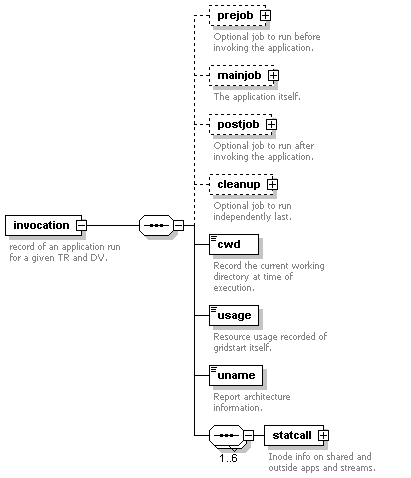 prejob
Optional job to run before
invoking the application.
mainjob
The application itself.
postjob
Optional job to run after
invoking the application.
cleanup
Optional job to run
independently last.
invocation
record of an application run
for a given TR and DV.
cwd
Record the current working
directory at time of
execution.
usage
Resource usage recorded of
gridstart itself.
uname
Report architecture
information.
statcall
1..6
Inode info on shared and
outside apps and streams.